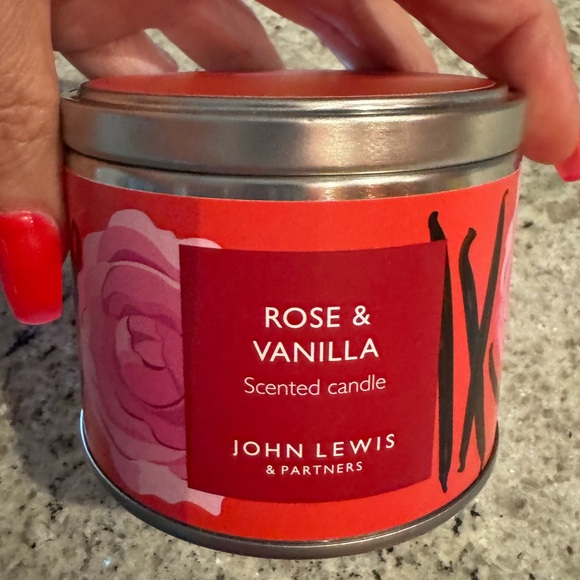 ROSE &
VANILLA
Scented candle
JOHN LEWIS
& PARTNERS